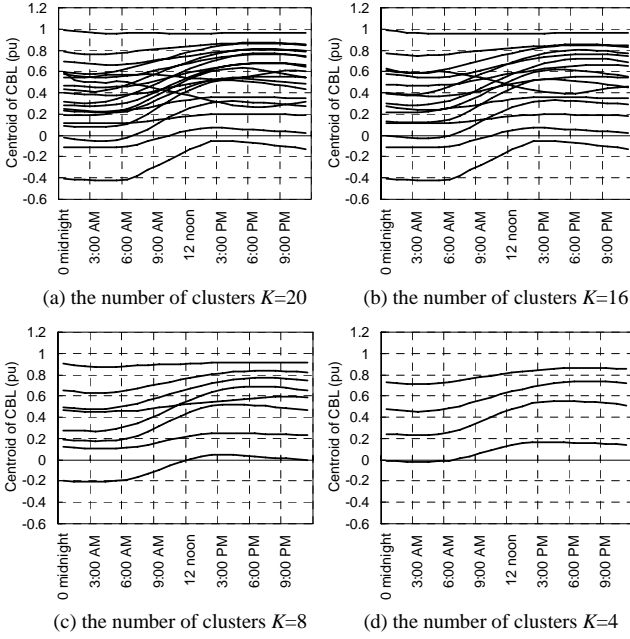 1.2
1
0.8
0.6
0.4
0.2
0
-0.2
-0.4
-0.6
Centroid of CBL (pu)
0 midnight
3:00 AM
6:00 AM
9:00 AM
12 noon
3:00 PM
6:00 PM
9:00 PM
(a) the number of clusters K=20
1.2
1
0.8
0.6
0.4
0.2
0
-0.2
-0.4
-0.6
Centroid of CBL (pu)
0 midnight
3:00 AM
6:00 AM
9:00 AM
12 noon
3:00 PM
6:00 PM
9:00 PM
(b) the number of clusters K=16
1.2
1
0.8
0.6
0.4
0.2
0
-0.2
-0.4
-0.6
Centroid of CBL (pu)
0 midnight
3:00 AM
6:00 AM
9:00 AM
12 noon
3:00 PM
6:00 PM
9:00 PM
(c) the number of clusters K=8
1.2
1
0.8
0.6
0.4
0.2
0
-0.2
-0.4
-0.6
Centroid of CBL (pu)
0 midnight
3:00 AM
6:00 AM
9:00 AM
12 noon
3:00 PM
6:00 PM
9:00 PM
(d) the number of clusters K=4